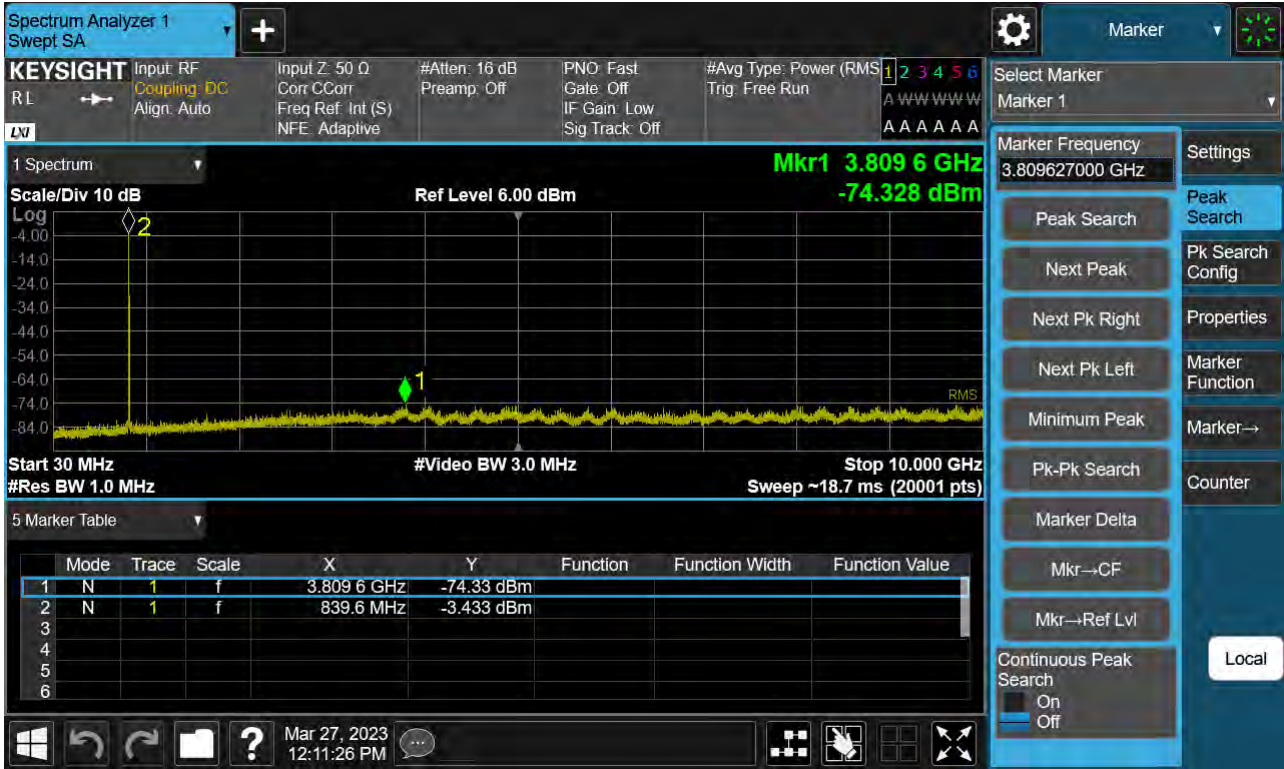 Spectrum Analyzer 1
Swept SA
Marker
KEYSIGHT Input: RF Input Z: 50 Ω #Atten: 16 dB PNO: Fast #Avg Type: Power (RMS 1 2 3 4 5 6
RL Coupling: DC Corr CCorr Preamp: Off Gate: Off Trig: Free Run
Align: Auto Freq Ref: Int (S) IF Gain: Low A W W W W W
LXI NFE: Adaptive Sig Track: Off A A A A A A
Select Marker
Marker 1
1 Spectrum
Mkr1 3.809 6 GHz
Scale/Div 10 dB Ref Level 6.00 dBm -74.328 dBm
Log
-4.00
-14.0
-24.0
-34.0
-44.0
-54.0
-64.0
-74.0
-84.0
2
1
RMS
Start 30 MHz #Video BW 3.0 MHz Stop 10.000 GHz
#Res BW 1.0 MHz Sweep ~18.7 ms (20001 pts)
5 Marker Table
Mode Trace Scale X Y Function Function Width Function Value
1 N 1 f 3.809 6 GHz -74.33 dBm
2 N 1 f 839.6 MHz -3.433 dBm
3
4
5
6
Marker Frequency
3.809627000 GHz
Peak Search
Next Peak
Next Pk Right
Next Pk Left
Minimum Peak
Pk-Pk Search
Marker Delta
Mkr→CF
Mkr→Ref Lvl
Continuous Peak
Search
On
Off
Settings
Peak
Search
Pk Search
Config
Properties
Marker
Function
Marker→
Counter
Local
?
Mar 27, 2023
12:11:26 PM